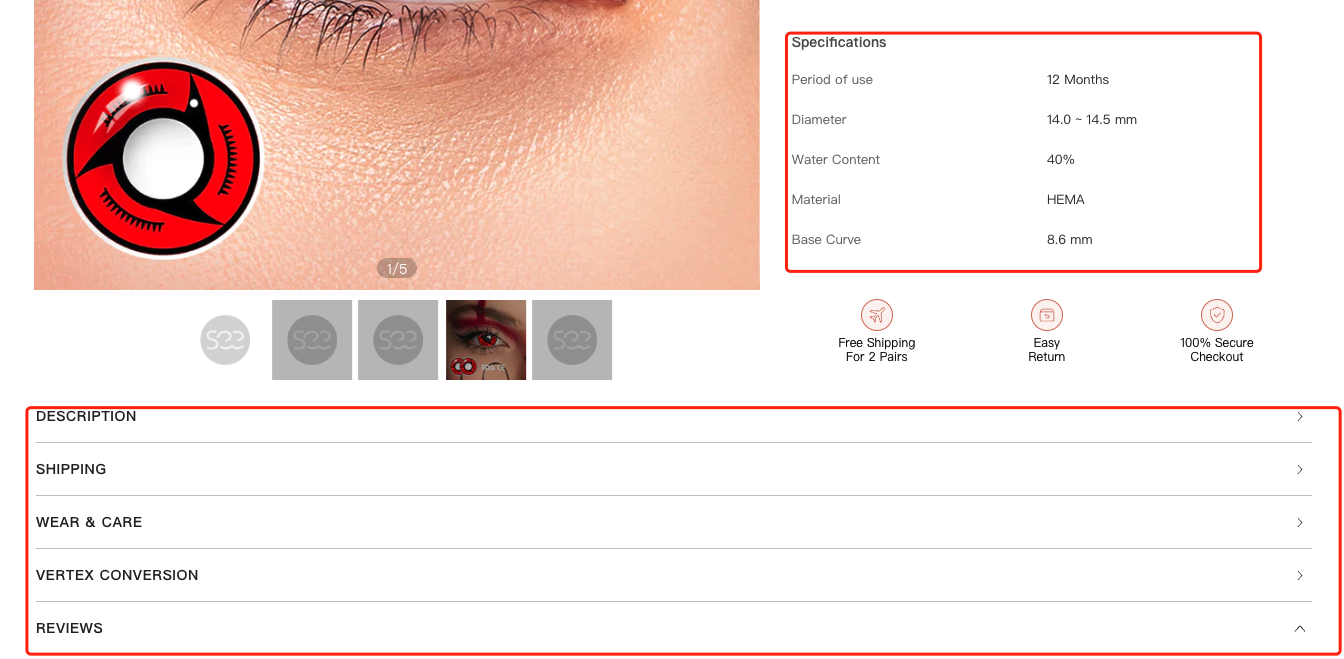 Specifications
Period of use 12 Months
Diameter 14.0 ~ 14.5 mm
Water Content 40%
Material HEMA
Base Curve 8.6 mm
1/5
Free Shipping
For 2 Pairs
Easy
Return
100% Secure
Checkout
DESCRIPTION
SHIPPING
WEAR & CARE
VERTEX CONVERSION
REVIEWS